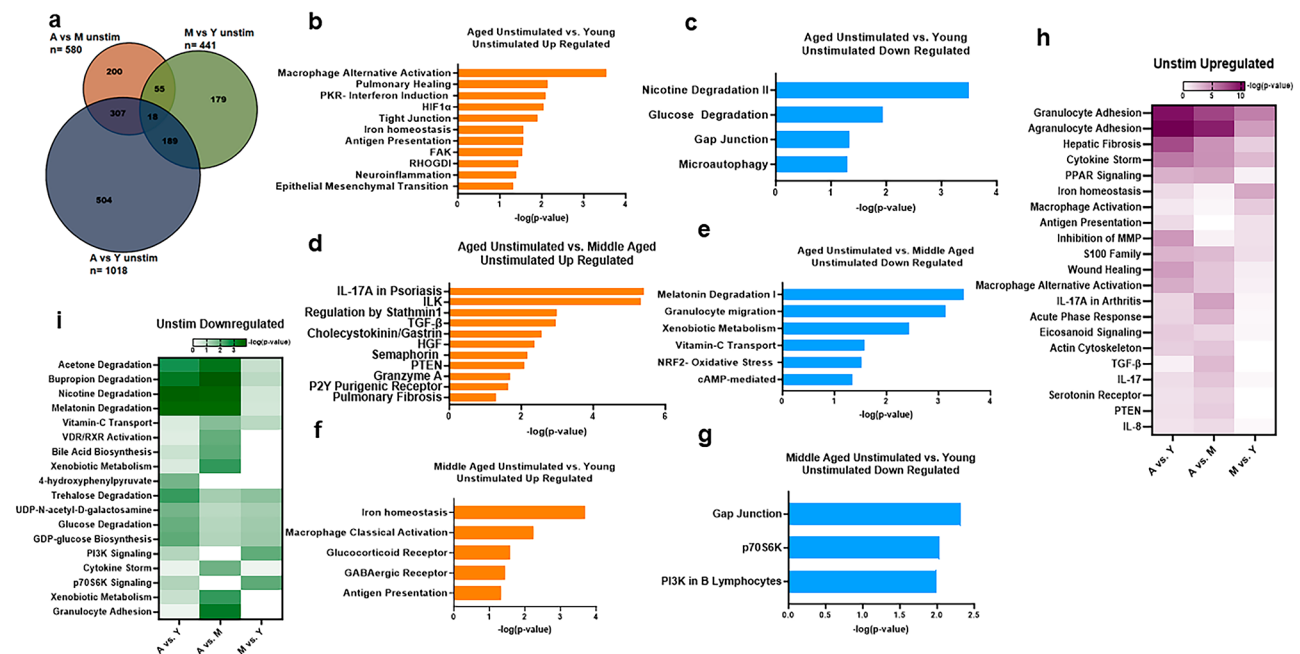 a
A vs M unstim
n= 580
M vs Y unstim
n= 441
200
55
179
307
18
189
504
A vs Y unstim
n= 1018
b
Aged Unstimulated vs. Young
Unstimulated Up Regulated
Macrophage Alternative Activation
Pulmonary Healing
PKR- Interferon Induction
HIF1α
Tight Junction
Iron homeostasis
Antigen Presentation
FAK
RHOGDI
Neuroinflammation
Epithelial Mesenchymal Transition
0 1 2 3 4
-log(p-value)
c
Aged Unstimulated vs. Young
Unstimulated Down Regulated
Nicotine Degradation II
Glucose Degradation
Gap Junction
Microautophagy
0 1 2 3 4
-log(p-value)
d
Aged Unstimulated vs. Middle Aged
Unstimulated Up Regulated
IL-17A in Psoriasis
ILK
Regulation by Stathmin1
TGF-β
Cholecystokinin/Gastrin
HGF
Semaphorin
PTEN
Granzyme A
P2Y Purigenic Receptor
Pulmonary Fibrosis
0 2 4 6
-log(p-value)
e
Aged Unstimulated vs. Middle Aged
Unstimulated Down Regulated
Melatonin Degradation I
Granulocyte migration
Xenobiotic Metabolism
Vitamin-C Transport
NRF2- Oxidative Stress
cAMP-mediated
0 1 2 3 4
-log(p-value)
f
Middle Aged Unstimulated vs. Young
Unstimulated Up Regulated
Iron homeostasis
Macrophage Classical Activation
Glucocorticoid Receptor
GABAergic Receptor
Antigen Presentation
0 1 2 3 4
-log(p-value)
g
Middle Aged Unstimulated vs. Young
Unstimulated Down Regulated
Gap Junction
p70S6K
PI3K in B Lymphocytes
0.0 0.5 1.0 1.5 2.0 2.5
-log(p-value)
h
Unstim Upregulated
-log(p-value)
0 5 10
Granulocyte Adhesion
Agranulocyte Adhesion
Hepatic Fibrosis
Cytokine Storm
PPAR Signaling
Iron homeostasis
Macrophage Activation
Antigen Presentation
Inhibition of MMP
S100 Family
Wound Healing
Macrophage Alternative Activation
IL-17A in Arthritis
Acute Phase Response
Eicosanoid Signaling
Actin Cytoskeleton
TGF-β
IL-17
Serotonin Receptor
PTEN
IL-8
A vs. Y
A vs. M
M vs. Y
i
Unstim Downregulated
-log(p-value)
0 1 2 3
Acetone Degradation
Bupropion Degradation
Nicotine Degradation
Melatonin Degradation
Vitamin-C Transport
VDR/RXR Activation
Bile Acid Biosynthesis
Xenobiotic Metabolism
4-hydroxyphenylpyruvate
Trehalose Degradation
UDP-N-acetyl-D-galactosamine
Glucose Degradation
GDP-glucose Biosynthesis
PI3K Signaling
Cytokine Storm
p70S6K Signaling
Xenobiotic Metabolism
Granulocyte Adhesion
A vs. Y
A vs. M
M vs. Y